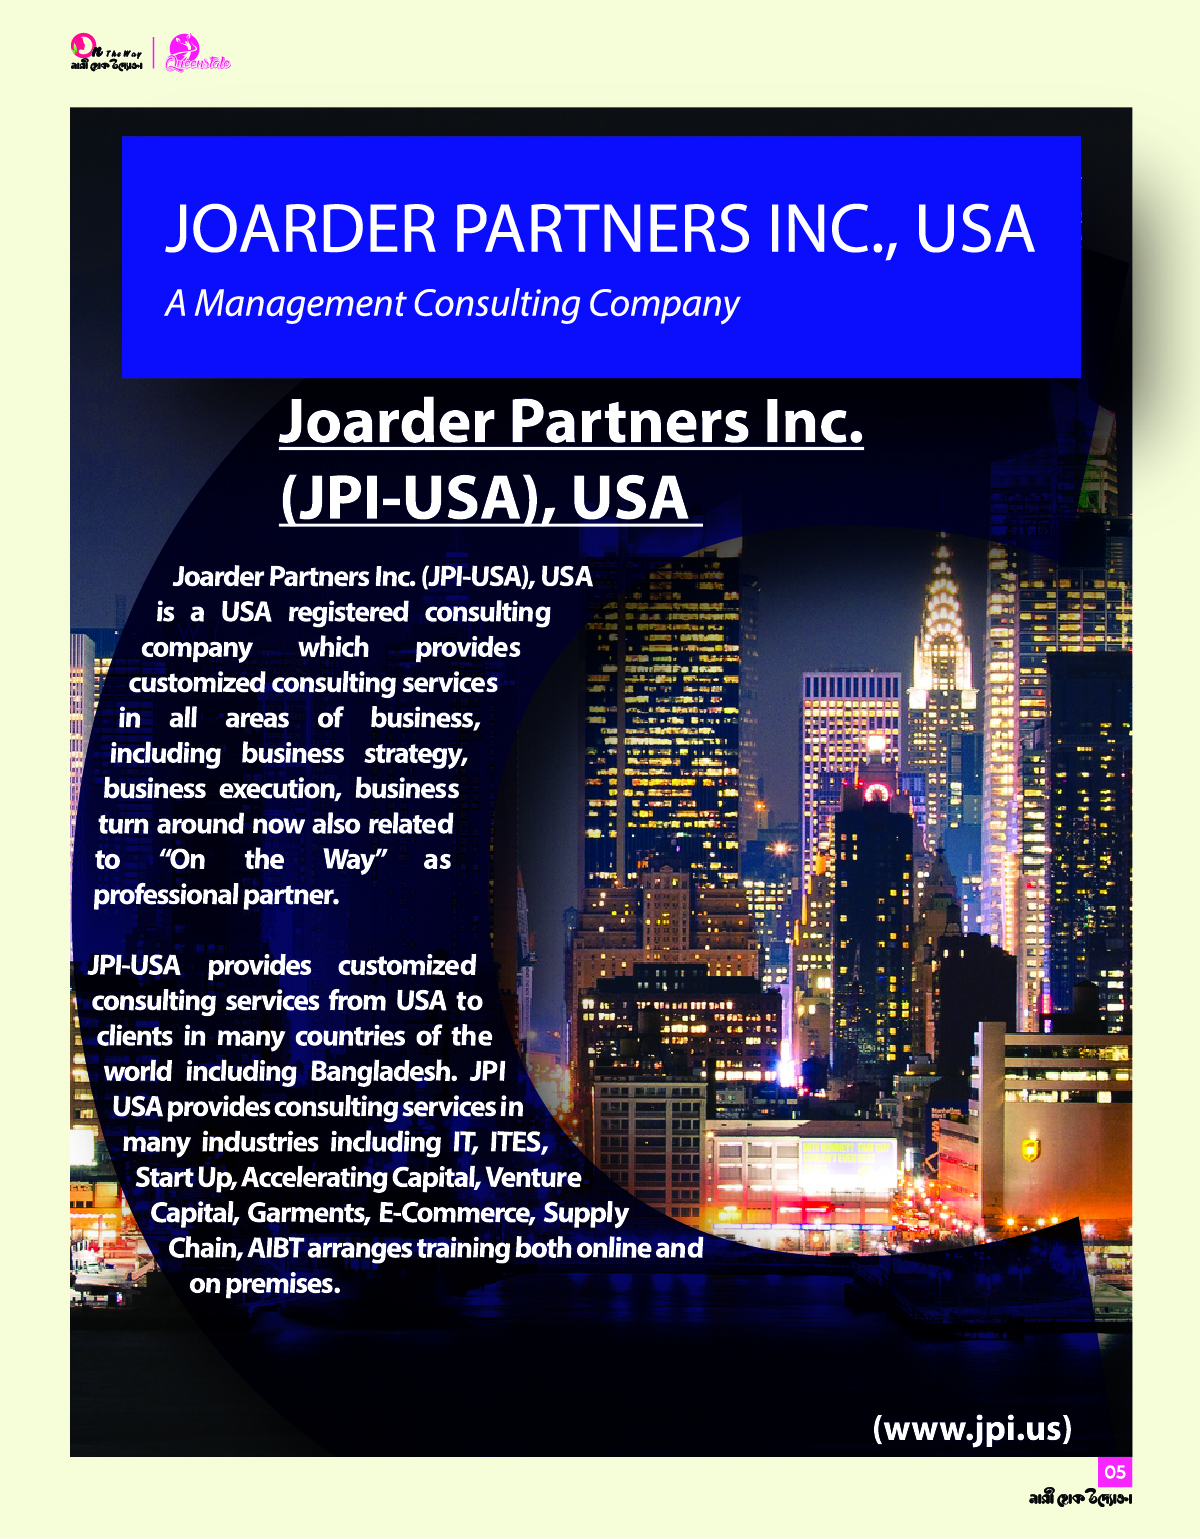 On The Way
নারী হোক উদ্যোক্তা
Queenstale
JOARDER PARTNERS INC., USA
A Management Consulting Company
Joarder Partners Inc.
(JPI-USA), USA
Joarder Partners Inc. (JPI-USA), USA
is a USA registered consulting
company which provides
customized consulting services
in all areas of business,
including business strategy,
business execution, business
turn around now also related
to “On the Way” as
professional partner.
JPI-USA provides customized
consulting services from USA to
clients in many countries of the
world including Bangladesh. JPI
USA provides consulting services in
many industries including IT, ITES,
Start Up, Accelerating Capital, Venture
Capital, Garments, E-Commerce, Supply
Chain, AIBT arranges training both online and
on premises.
(www.jpi.us)
05
নারী হোক উদ্যোক্তা